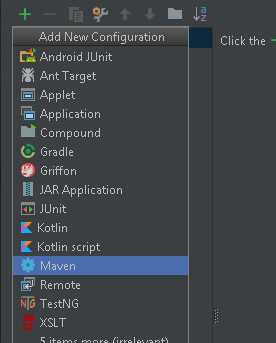 Add New Configuration
Click the
Android JUnit
Ant Target
Applet
Application
Compound
Gradle
Griffon
JAR Application
JUnit
Kotlin
Kotlin script
Maven
Remote
TestNG
XSLT
5 items more (irrelevant)